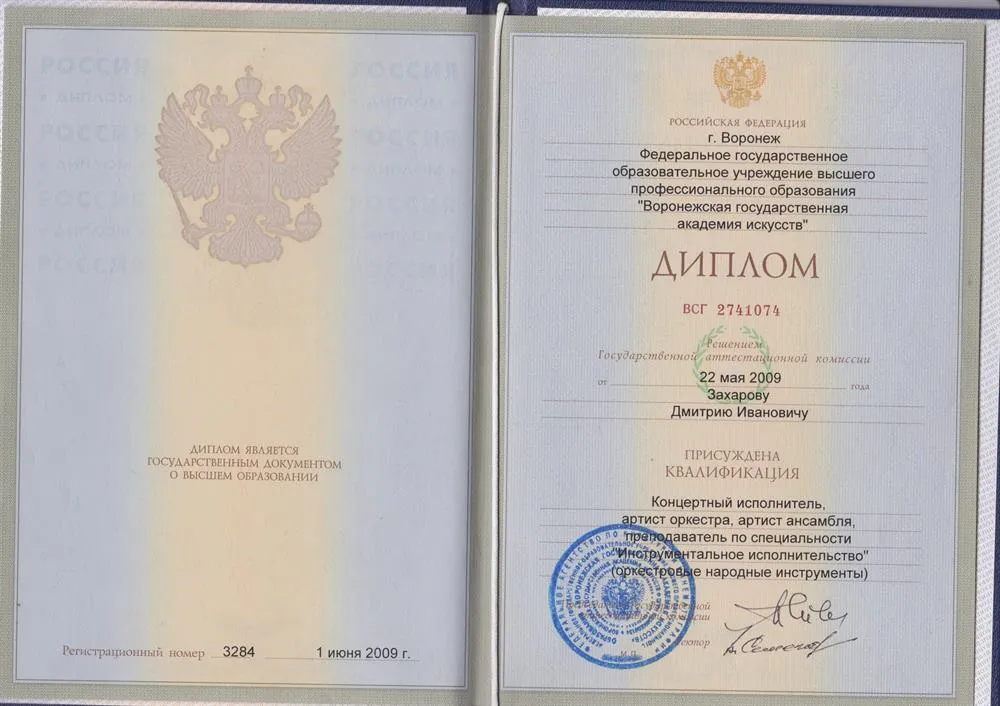 ДИПЛОМ ЯВЛЯЕТСЯ
ГОСУДАРСТВЕННЫМ ДОКУМЕНТОМ
О ВЫСШЕМ ОБРАЗОВАНИИ
Регистрационный номер 3284 1 июня 2009 г.
РОССИЙСКАЯ ФЕДЕРАЦИЯ
г. Воронеж
Федеральное государственное
образовательное учреждение высшего
профессионального образования
"Воронежская государственная
академия искусств"
ДИПЛОМ
ВСГ 2741074
Решением
Государственной аттестационной комиссии
от 22 мая 2009 года
Захарову
Дмитрию Ивановичу
ПРИСУЖДЕНА
КВАЛИФИКАЦИЯ
Концертный исполнитель,
артист оркестра, артист ансамбля,
преподаватель по специальности
"Инструментальное исполнительство"
(оркестровые народные инструменты)
Государственной
комиссии
ректор
М.П.